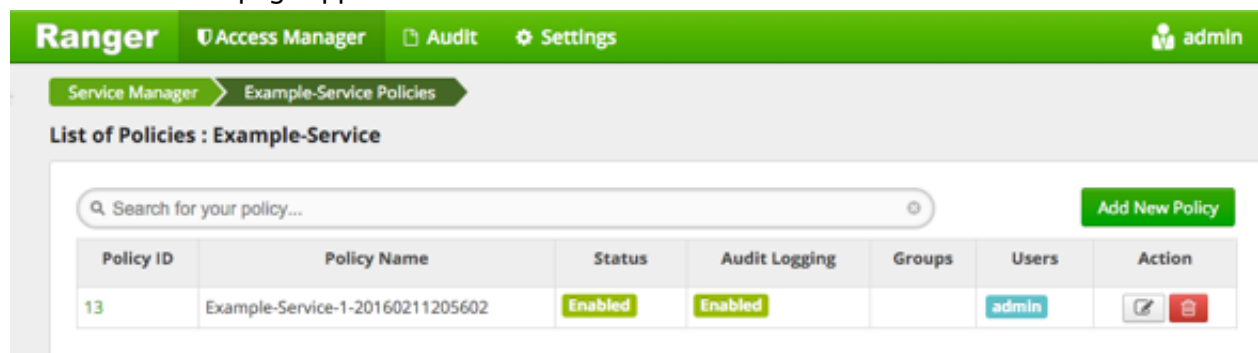 Ranger Access Manager Audit Settings admin
Service Manager Example-Service Policies
List of Policies : Example-Service
Search for your policy... Add New Policy
Policy ID Policy Name Status Audit Logging Groups Users Action
13 Example-Service-1-20160211205602 Enabled Enabled admin